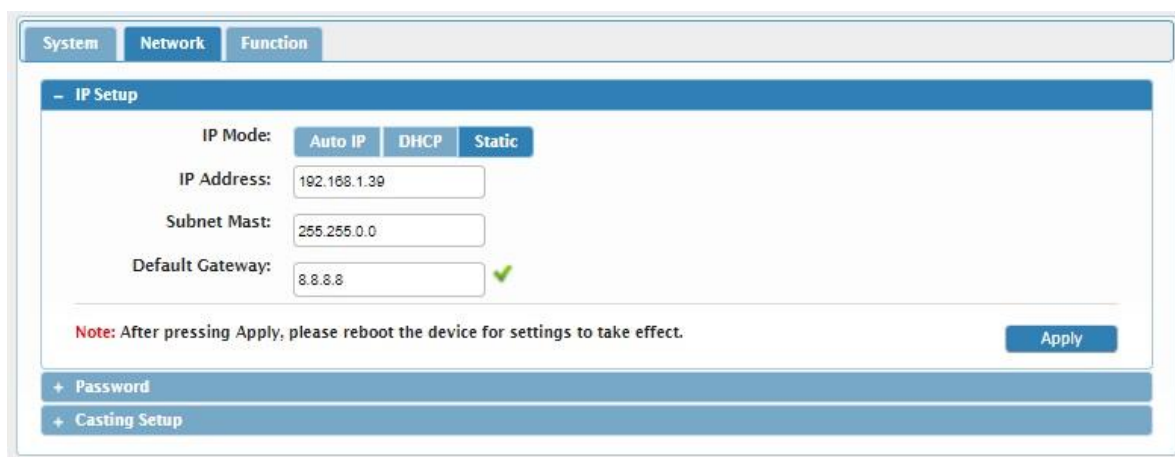 System Network Function
– IP Setup
IP Mode: Auto IP DHCP Static
IP Address: 192.168.1.39
Subnet Mast: 255.255.0.0
Default Gateway: 8.8.8.8
Note: After pressing Apply, please reboot the device for settings to take effect. Apply
+ Password
+ Casting Setup